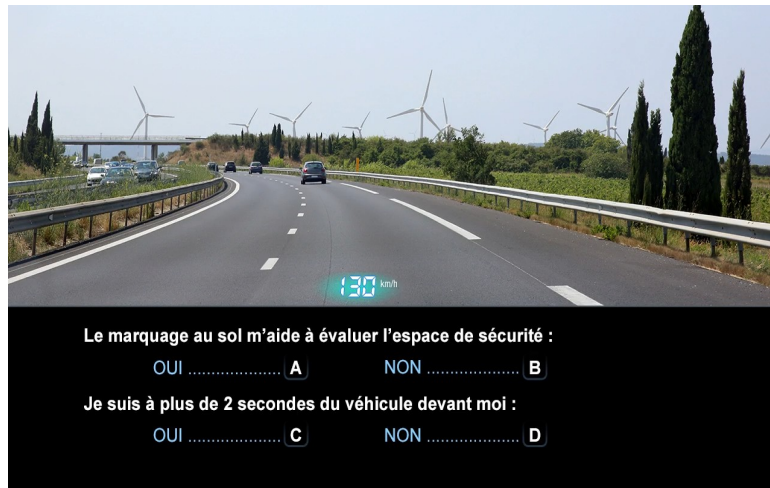 130 km/h
Le marquage au sol m'aide à évaluer l'espace de sécurité :
OUI .................... A NON .................... B
Je suis à plus de 2 secondes du véhicule devant moi :
OUI .................... C NON .................... D